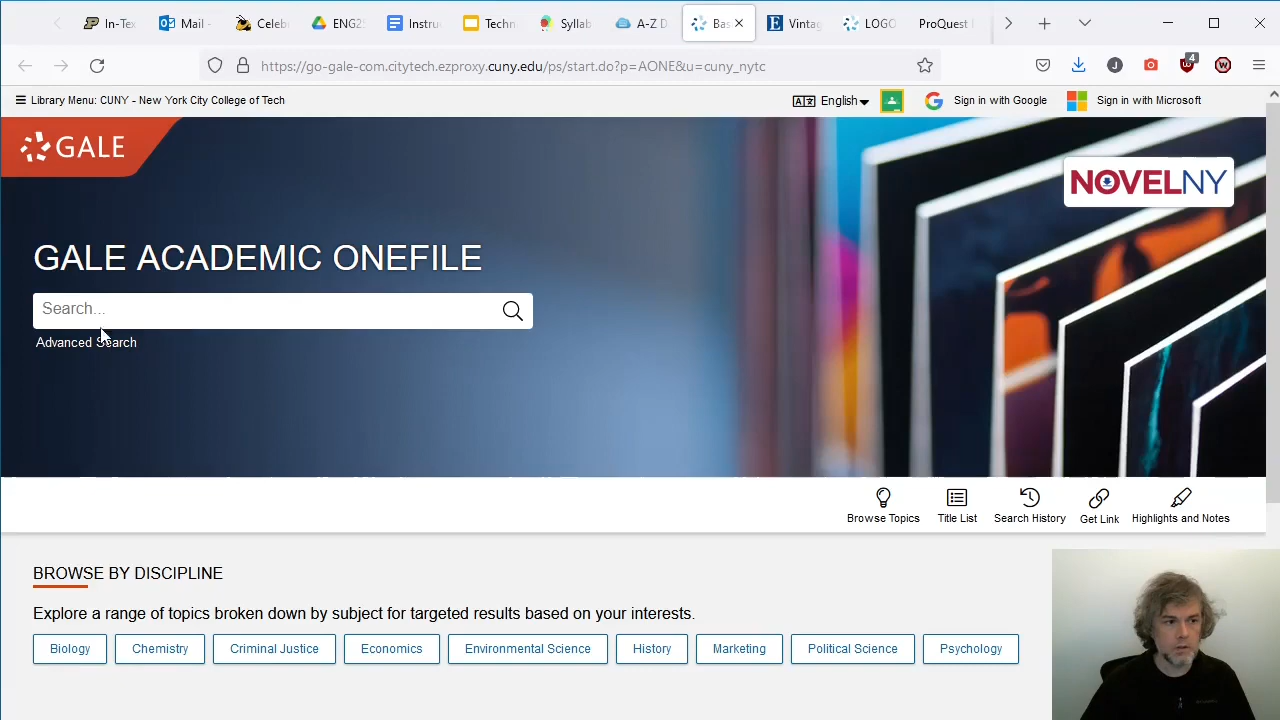 In-Tex
Mail -
Celeb
ENG2
Instruc
Techn
Syllab
A-Z D
Bas
Vintag
LOGO
ProQuest
https://go-gale-com.citytech.ezproxy.cuny.edu/ps/start.do?p=AONE&u=cuny_nytc
4
Library Menu: CUNY - New York City College of Tech
English
Sign in with Google
Sign in with Microsoft
GALE
NOVELNY
GALE ACADEMIC ONEFILE
Search...
Advanced Search
Browse Topics
Title List
Search History
Get Link
Highlights and Notes
BROWSE BY DISCIPLINE
Explore a range of topics broken down by subject for targeted results based on your interests.
Biology
Chemistry
Criminal Justice
Economics
Environmental Science
History
Marketing
Political Science
Psychology